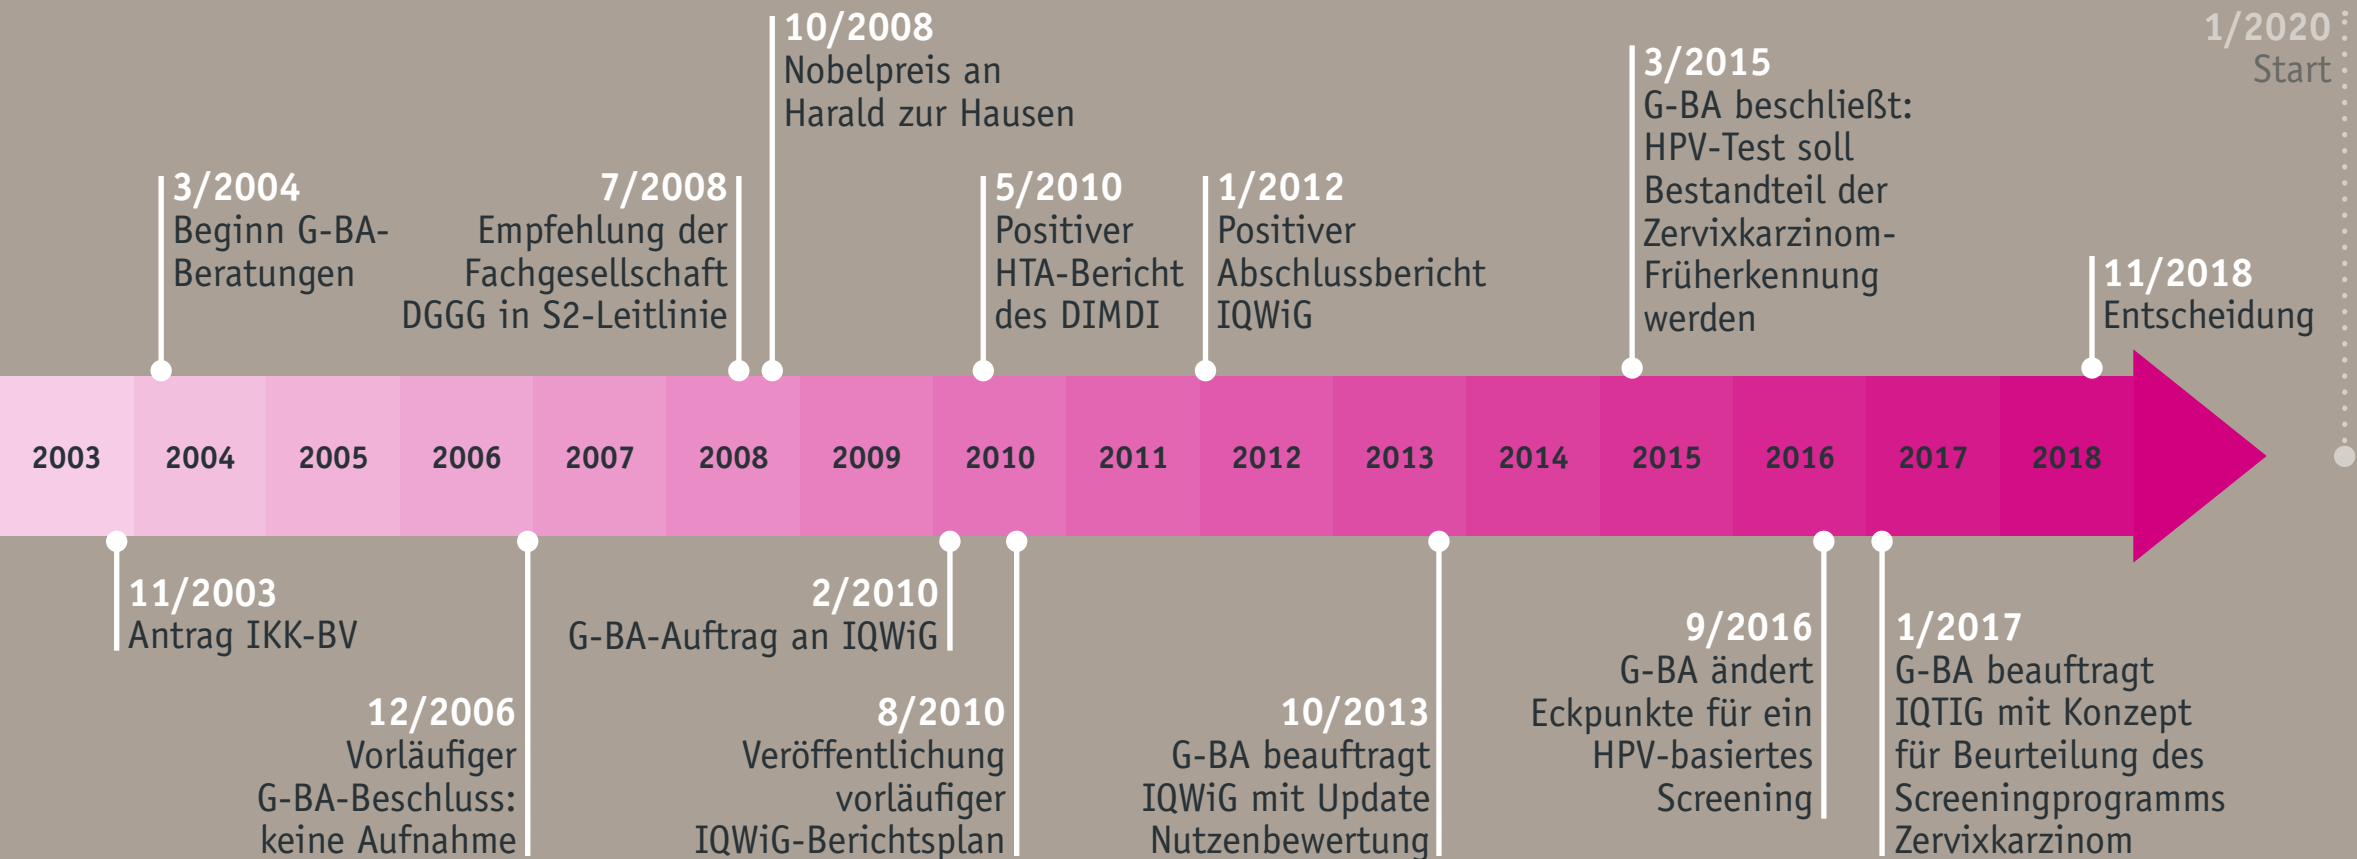 10/2008
Nobelpreis an
Harald zur Hausen
1/2020
Start
3/2015
G-BA beschließt:
HPV-Test soll
Bestandteil der
Zervixkarzinom-
Früherkennung
werden
3/2004
Beginn G-BA-
Beratungen
7/2008
Empfehlung der
Fachgesellschaft
DGGG in S2-Leitlinie
5/2010
Positiver
HTA-Bericht
des DIMDI
1/2012
Positiver
Abschlussbericht
IQWiG
11/2018
Entscheidung
2003
2004
2005
2006
2007
2008
2009
2010
2011
2012
2013
2014
2015
2016
2017
2018
11/2003
Antrag IKK-BV
12/2006
Vorläufiger
G-BA-Beschluss:
keine Aufnahme
2/2010
G-BA-Auftrag an IQWiG
8/2010
Veröffentlichung
vorläufiger
IQWiG-Berichtsplan
10/2013
G-BA beauftragt
IQWiG mit Update
Nutzenbewertung
9/2016
G-BA ändert
Eckpunkte für ein
HPV-basiertes
Screening
1/2017
G-BA beauftragt
IQTIG mit Konzept
für Beurteilung des
Screeningprogramms
Zervixkarzinom